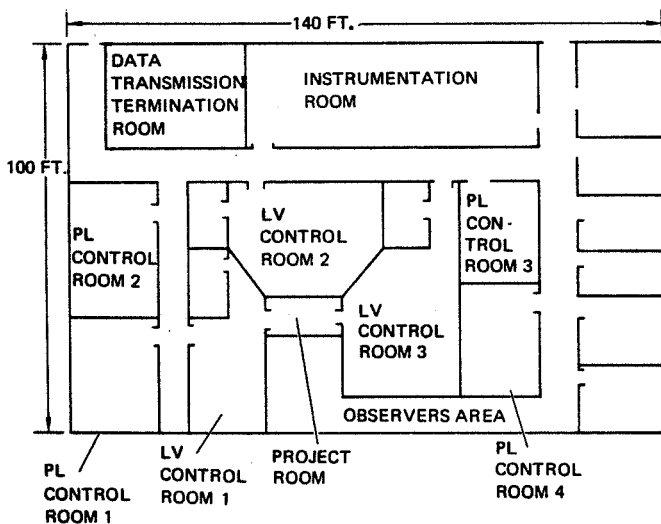 140 FT.
DATA
TRANSMISSION
TERMINATION
ROOM
INSTRUMENTATION
ROOM
100 FT.
PL
CONTROL
ROOM 2
LV
CONTROL
ROOM 2
PL
CON-
TROL
ROOM 3
LV
CONTROL
ROOM 3
OBSERVERS AREA
PL
CONTROL
ROOM 1
LV
CONTROL
ROOM 1
PROJECT
ROOM
PL
CONTROL
ROOM 4